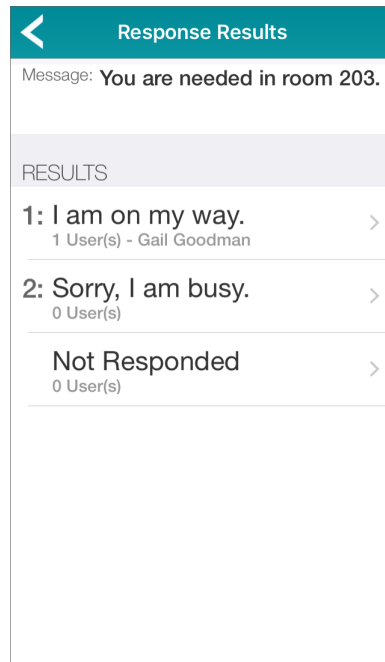 Response Results
Message: You are needed in room 203.
RESULTS
1: I am on my way.
1 User(s) - Gail Goodman
2: Sorry, I am busy.
0 User(s)
Not Responded
0 User(s)